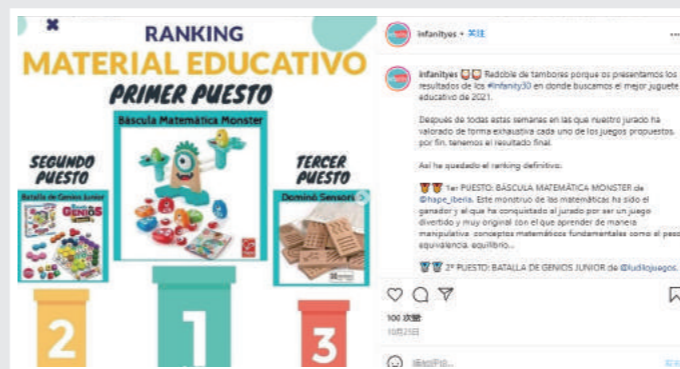 RANKING
MATERIAL EDUCATIVO
PRIMER PUESTO
Báscula Matemática Monster
SEGUNDO
PUESTO
Batalla de Genios Junior
TERCER
PUESTO
Dominó Sensori
GENIOS
2
1
3
infanityes • 关注
infanityes Redoble de tambores porque os presentamos los
resultados de los #Infanity30 en donde buscamos el mejor juguete
educativo de 2021.
Después de todas estas semanas en las que nuestro jurado ha
valorado de forma exhaustiva cada uno de los juegos propuestos,
por fin, tenemos el resultado final.
Así ha quedado el ranking definitivo:
1er PUESTO: BÁSCULA MATEMÁTICA MONSTER de
@hape_iberia. Este monstruo de las matemáticas ha sido el
ganador y el que ha conquistado al jurado por ser un juego
divertido y muy original con el que aprender de manera
manipulativa conceptos matemáticos fundamentales como el peso
equivalencia, equilibrio...
2º PUESTO: BATALLA DE GENIOS JUNIOR de @ludilojuegos.
100 次赞
10月25日
添加评论...